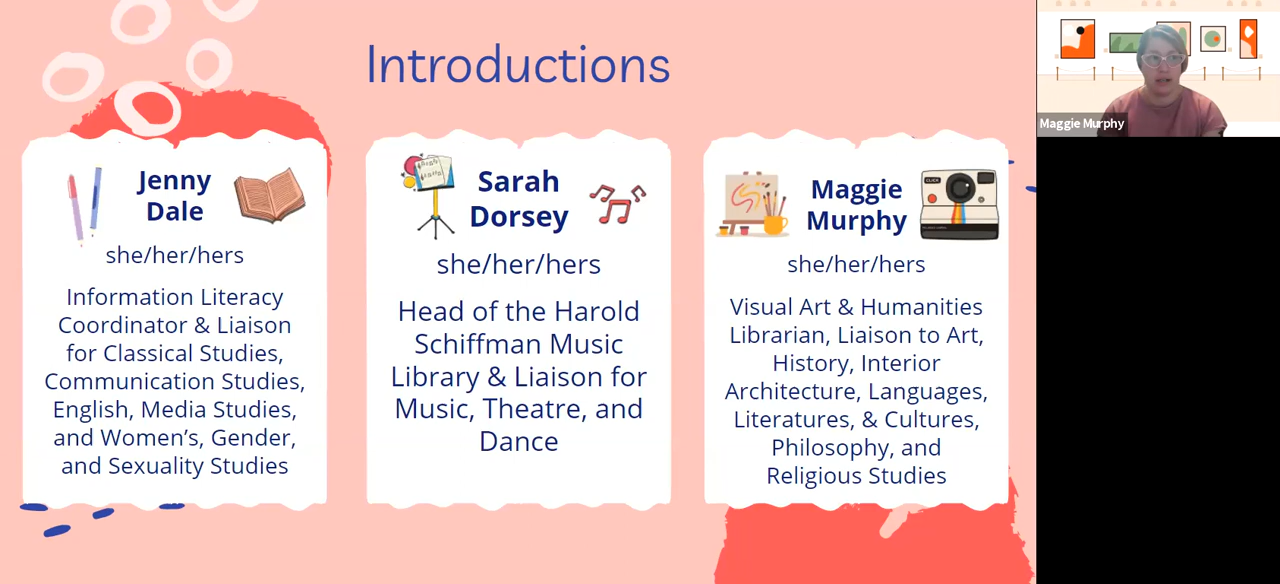 Introductions
Jenny
Dale
she/her/hers
Information Literacy
Coordinator & Liaison
for Classical Studies,
Communication Studies,
English, Media Studies,
and Women's, Gender,
and Sexuality Studies
Sarah
Dorsey
she/her/hers
Head of the Harold
Schiffman Music
Library & Liaison for
Music, Theatre, and
Dance
Maggie
Murphy
CLICK
she/her/hers
Visual Art & Humanities
Librarian, Liaison to Art,
History, Interior
Architecture, Languages,
Literatures, & Cultures,
Philosophy, and
Religious Studies
Maggie Murphy